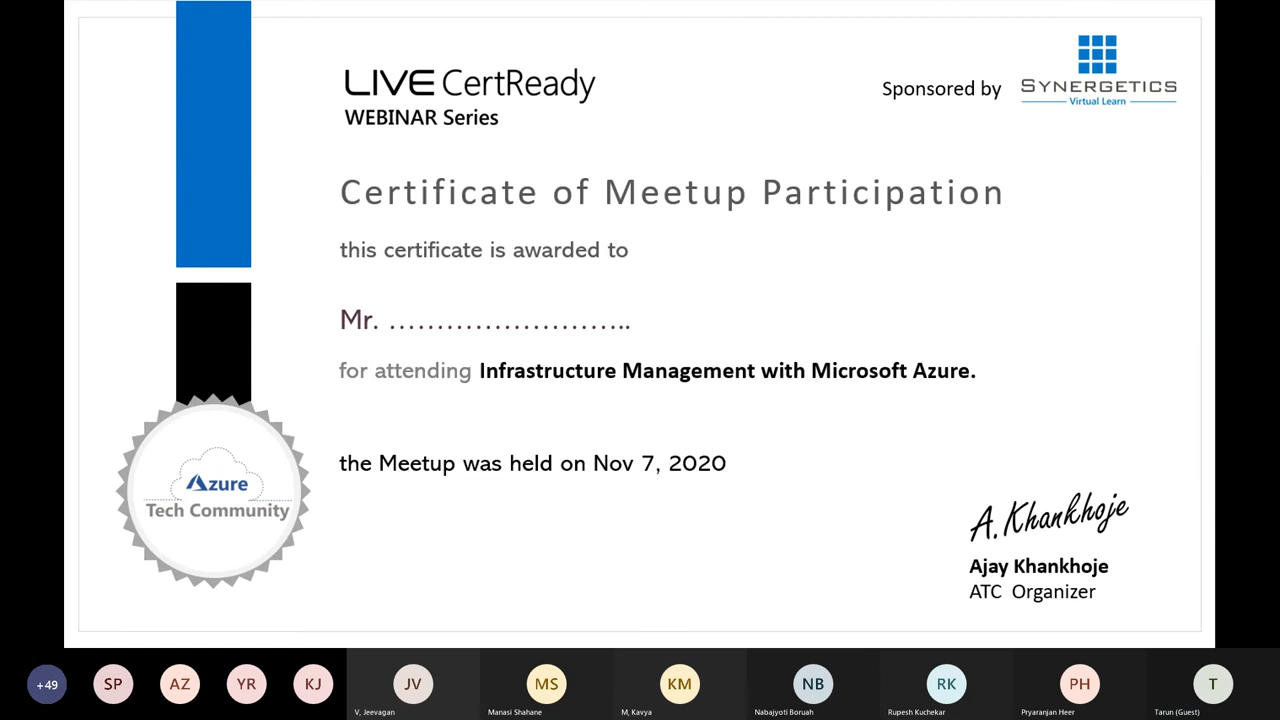 LIVE CertReady
WEBINAR Series
Sponsored by
SYNERGETICS
Virtual Learn
Certificate of Meetup Participation
this certificate is awarded to
Mr. ……………………..
for attending Infrastructure Management with Microsoft Azure.
the Meetup was held on Nov 7, 2020
Azure
Tech Community
A. Khankhoje
Ajay Khankhoje
ATC Organizer
+49 SP AZ YR KJ JV MS KM NB RK PH T
V, Jeevagan Manasi Shahane M, Kavya Nabajyoti Boruah Rupesh Kuchekar Pryaranjan Heer Tarun (Guest)